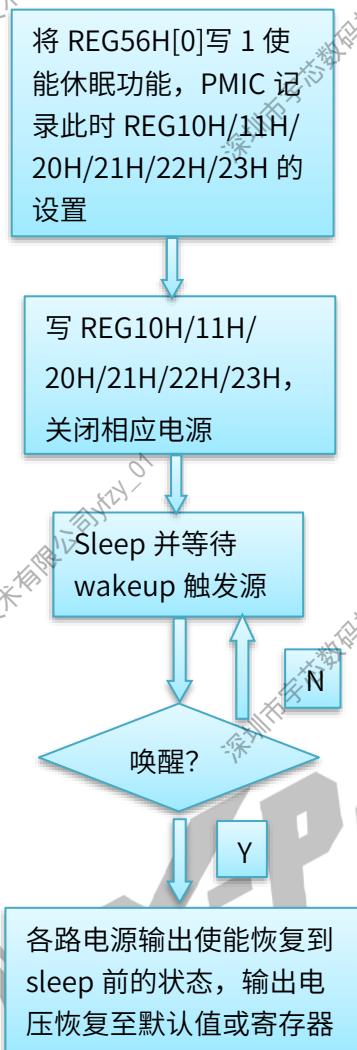 将 REG56H[0]写 1 使
能休眠功能，PMIC 记
录此时 REG10H/11H/
20H/21H/22H/23H 的
设置
写 REG10H/11H/
20H/21H/22H/23H，
关闭相应电源
Sleep 并等待
wakeup 触发源
N
唤醒？
Y
各路电源输出使能恢复到
sleep 前的状态，输出电
压恢复至默认值或寄存器